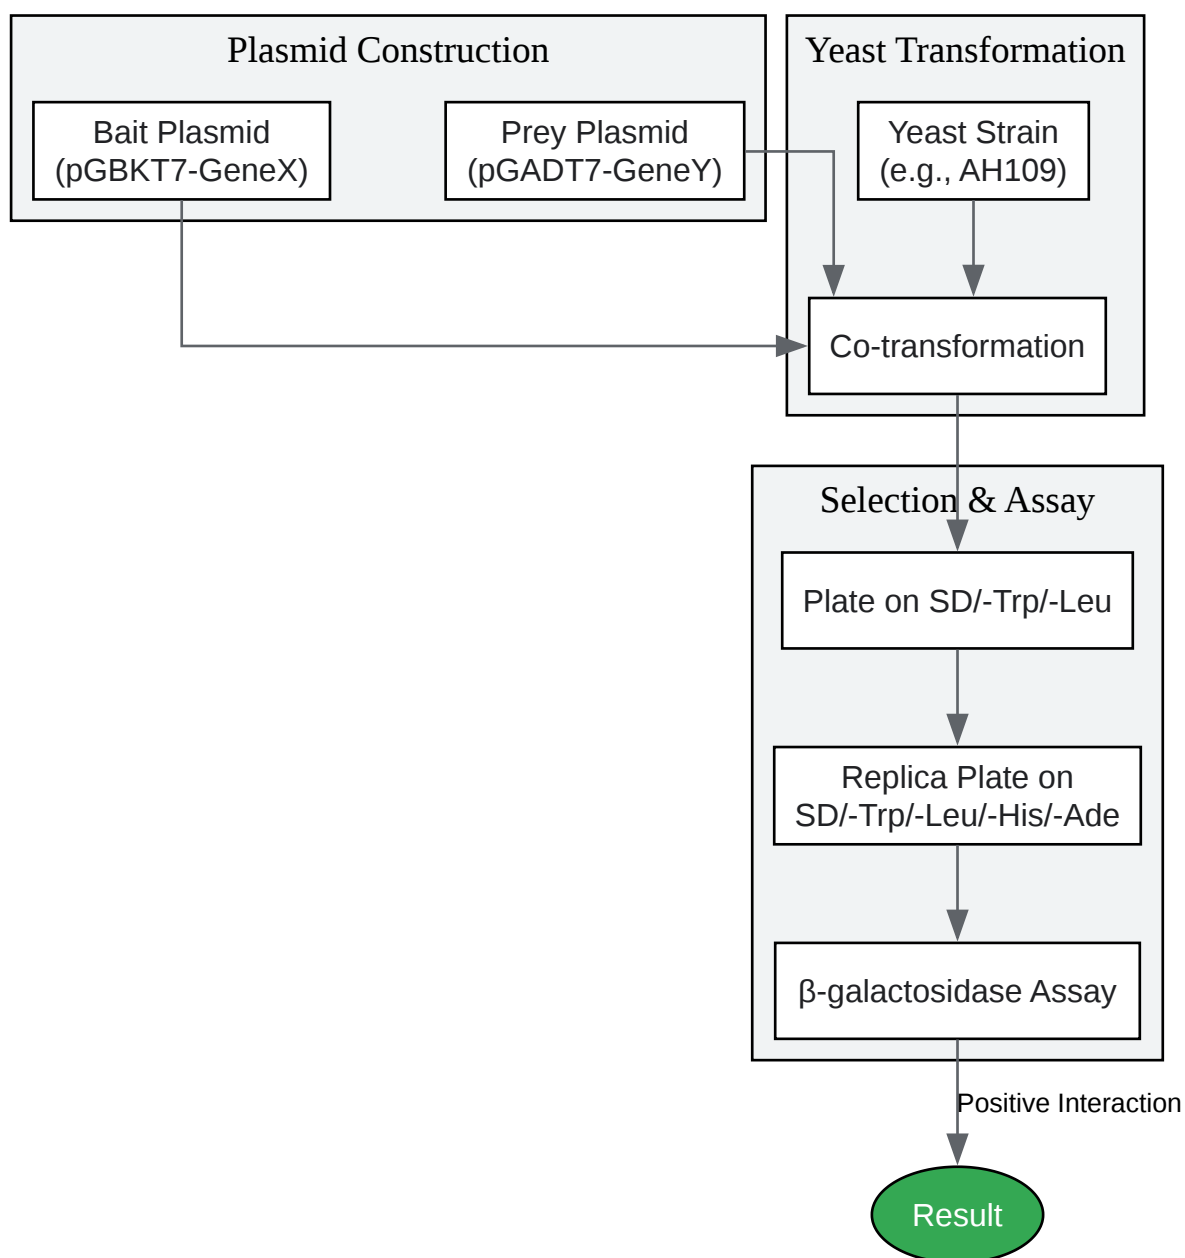 Plasmid Construction
Yeast Transformation
Bait Plasmid
(pGBKT7-GeneX)
Prey Plasmid
(pGADT7-GeneY)
Yeast Strain
(e.g., AH109)
Co-transformation
Selection & Assay
Plate on SD/-Trp/-Leu
Replica Plate on
SD/-Trp/-Leu/-His/-Ade
β-galactosidase Assay
Positive Interaction
Result